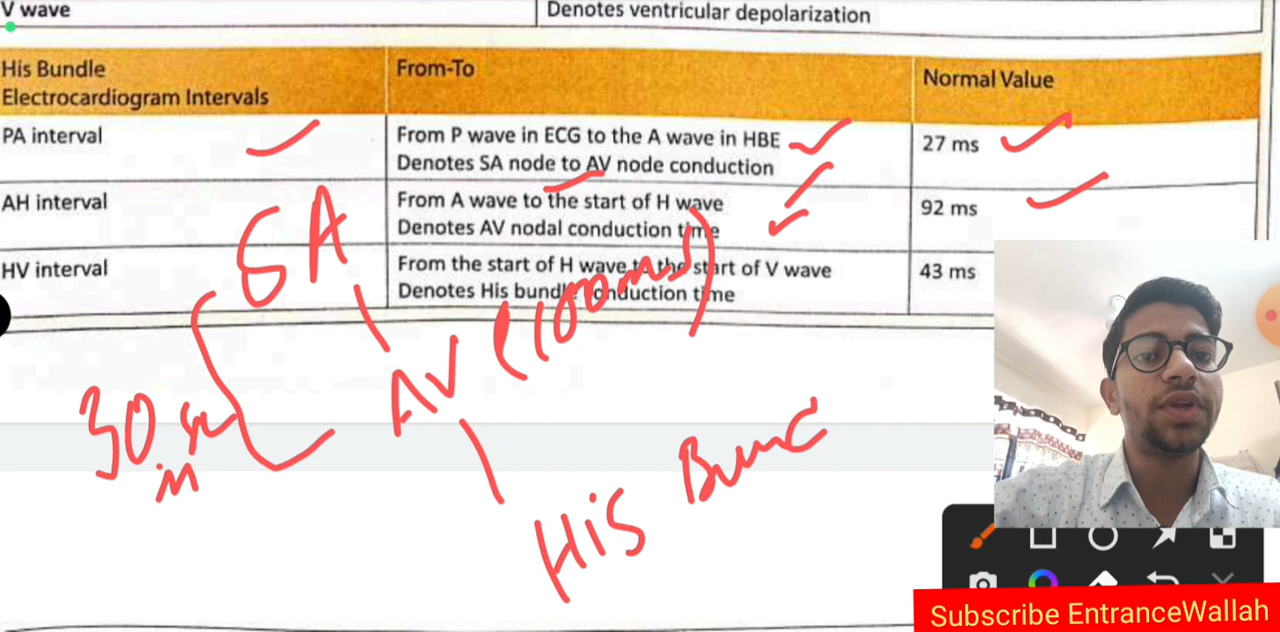 V wave
Denotes ventricular depolarization
His Bundle
Electrocardiogram Intervals
From-To
Normal Value
PA interval
From P wave in ECG to the A wave in HBE
Denotes SA node to AV node conduction
27 ms
AH interval
From A wave to the start of H wave
Denotes AV nodal conduction time
92 ms
HV interval
From the start of H wave to the start of V wave
Denotes His bundle conduction time
43 ms
SA
AV (100ms)
30
His Bund
Subscribe EntranceWallah